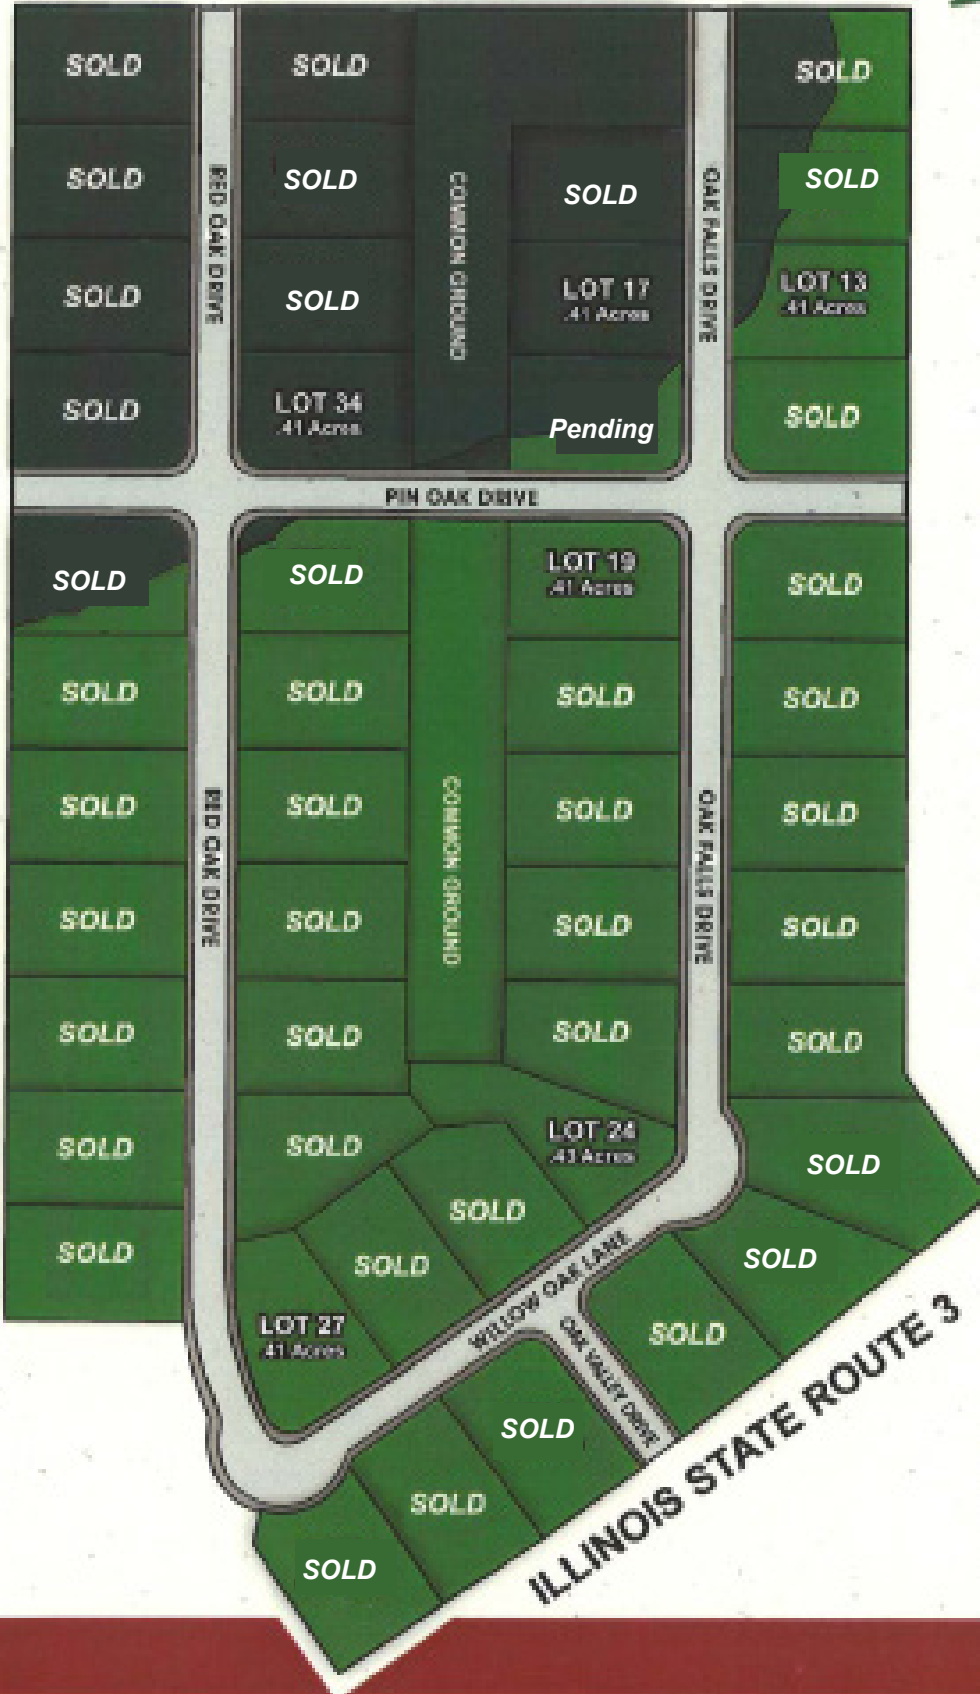 SOLD
SOLD
SOLD
SOLD
SOLD
SOLD
SOLD
RED OAK DRIVE
COMMON GROUND
OAK FALLS DRIVE
SOLD
SOLD
LOT 17
.41 Acres
LOT 13
.41 Acres
SOLD
LOT 34
.41 Acres
Pending
SOLD
PIN OAK DRIVE
SOLD
SOLD
LOT 19
.41 Acres
SOLD
SOLD
SOLD
SOLD
SOLD
SOLD
SOLD
SOLD
SOLD
RED OAK DRIVE
COMMON GROUND
OAK FALLS DRIVE
SOLD
SOLD
SOLD
SOLD
SOLD
SOLD
SOLD
SOLD
SOLD
SOLD
LOT 24
.43 Acres
SOLD
SOLD
SOLD
SOLD
SOLD
LOT 27
.41 Acres
WILLOW OAK LANE
OAK VALLEY DRIVE
SOLD
SOLD
SOLD
SOLD
ILLINOIS STATE ROUTE 3